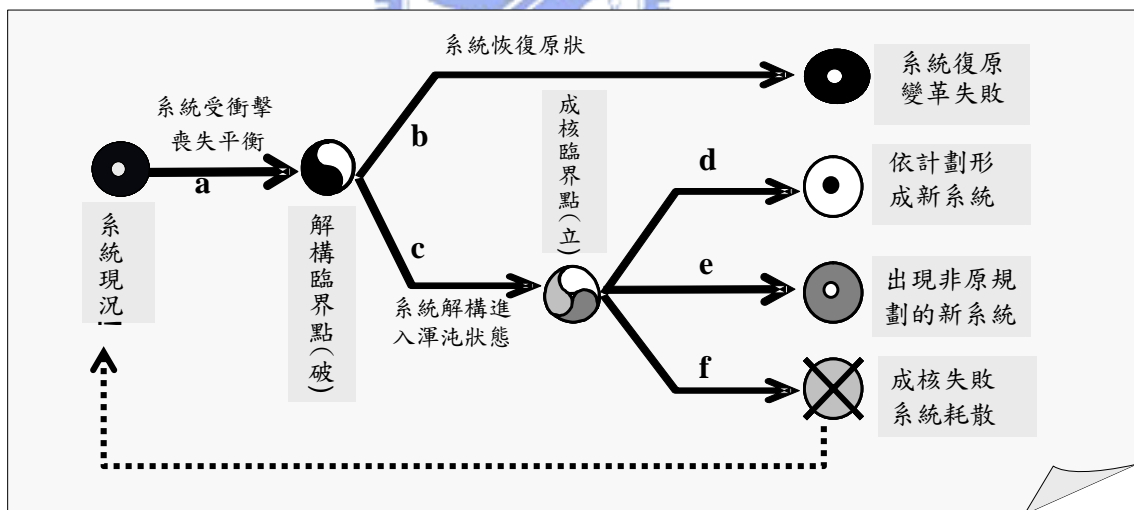 系統恢復原狀
系統復原
變革失敗
系統受衝擊
喪失平衡
a
b
成核臨界點(立)
d
依計劃形
成新系統
系統現況
解構臨界點(破)
c
系統解構進
入渾沌狀態
e
出現非原規
劃的新系統
f
成核失敗
系統耗散